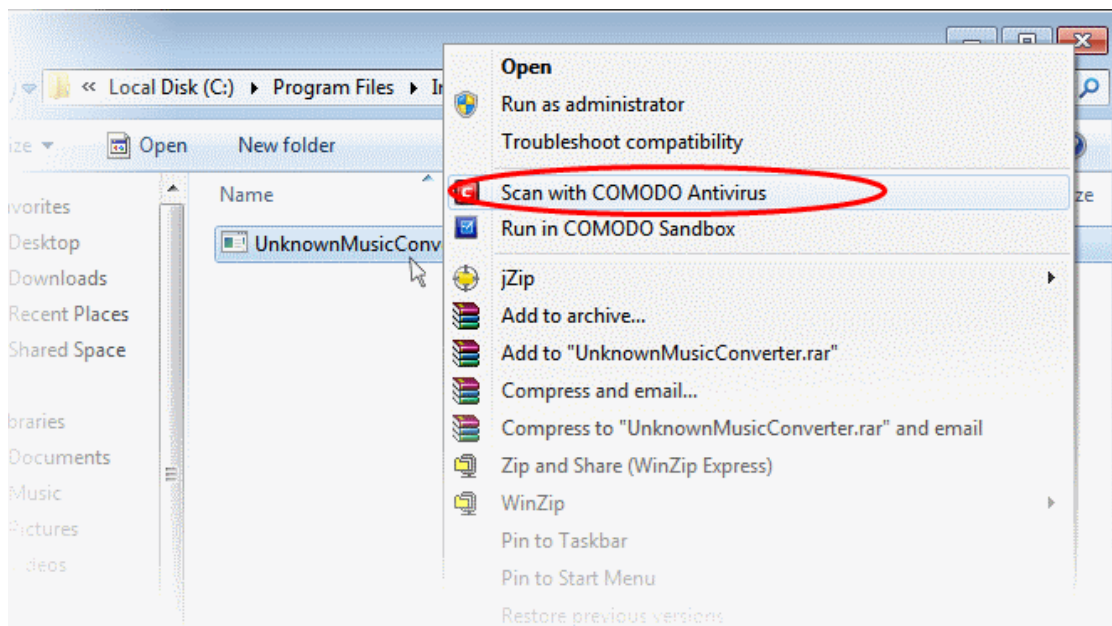 « Local Disk (C:) ▸ Program Files ▸
Open New folder
Name
Desktop
Downloads
Recent Places
Shared Space
Documents
Music
UnknownMusicConv
Open
Run as administrator
Troubleshoot compatibility
Scan with COMODO Antivirus
Run in COMODO Sandbox
jZip
Add to archive...
Add to "UnknownMusicConverter.rar"
Compress and email...
Compress to "UnknownMusicConverter.rar" and email
Zip and Share (WinZip Express)
WinZip
Pin to Taskbar
Pin to Start Menu
Restore previous versions